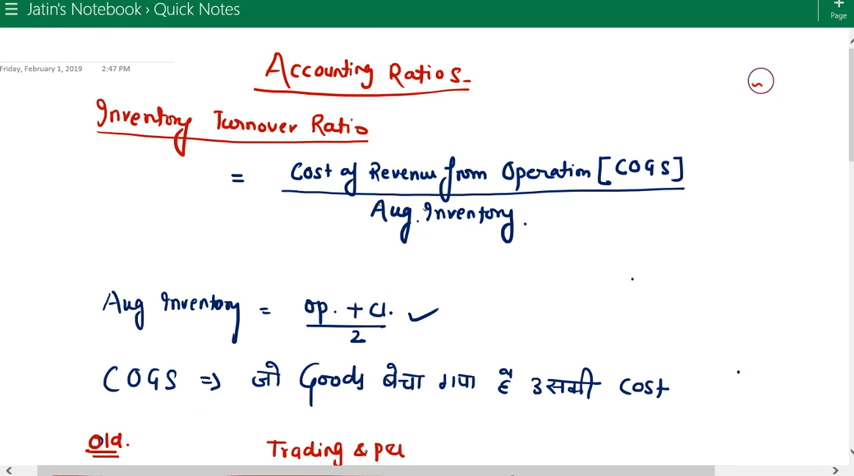 Jatin's Notebook › Quick Notes
Page
Friday, February 1, 2019 2:47 PM
Accounting Ratios
Inventory Turnover Ratio
= Cost of Revenue from Operation [COGS]
Avg. Inventory.
Avg Inventory = Op. + Cl. ✓
2
COGS => जो Goods बेचा गया है उसकी cost
Old. Trading & P&L